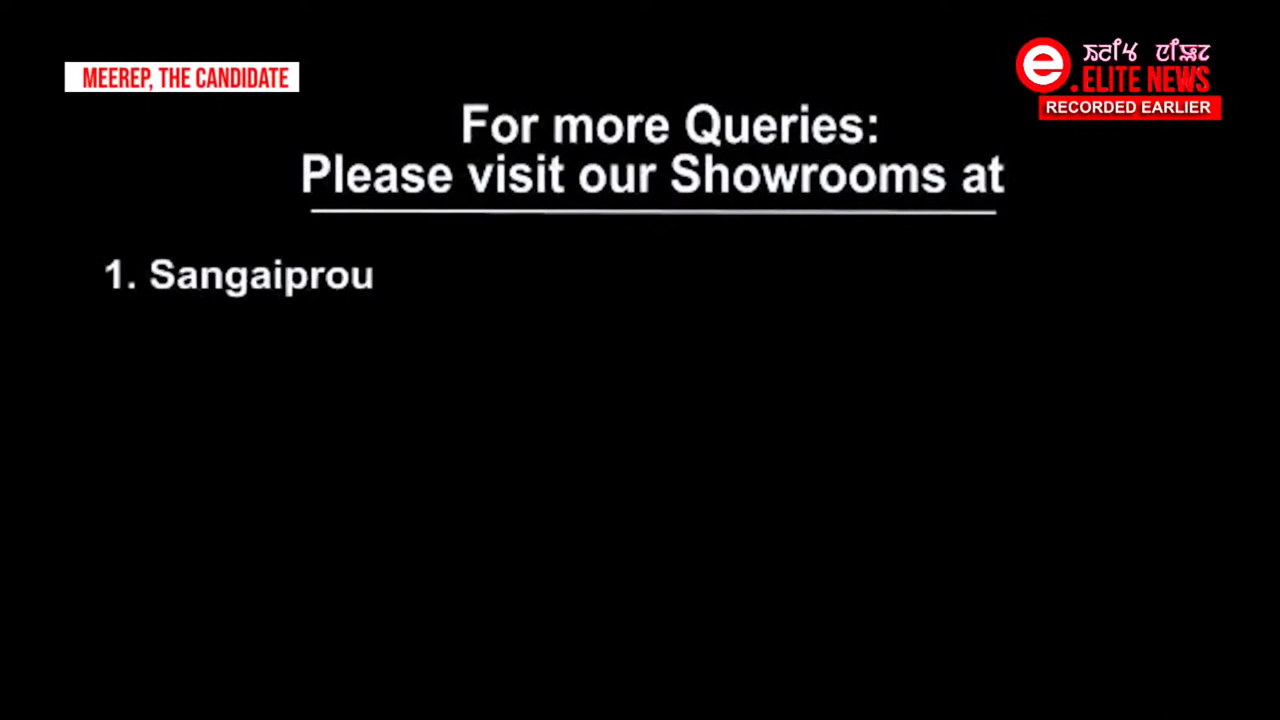 MEEREP, THE CANDIDATE
e.ELITE NEWS
RECORDED EARLIER
For more Queries:
Please visit our Showrooms at
1. Sangaiprou